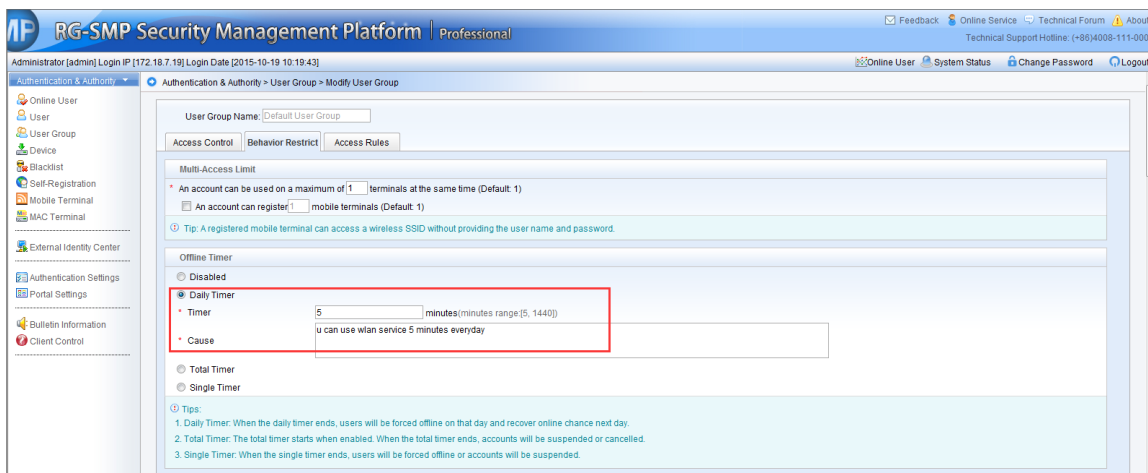 MP RG-SMP Security Management Platform | Professional
Feedback Online Service Technical Forum About
Technical Support Hotline: (+86)4008-111-000
Administrator [admin] Login IP [172.18.7.19] Login Date [2015-10-19 10:19:43]
Online User System Status Change Password Logout
Authentication & Authority
Authentication & Authority > User Group > Modify User Group
Online User
User
User Group
Device
Blacklist
Self-Registration
Mobile Terminal
MAC Terminal
External Identity Center
Authentication Settings
Portal Settings
Bulletin Information
Client Control
User Group Name: Default User Group
Access Control Behavior Restrict Access Rules
Multi-Access Limit
* An account can be used on a maximum of 1 terminals at the same time (Default: 1)
An account can register 1 mobile terminals (Default: 1)
Tip: A registered mobile terminal can access a wireless SSID without providing the user name and password.
Offline Timer
Disabled
Daily Timer
* Timer 5 minutes(minutes range:[5, 1440])
* Cause u can use wlan service 5 minutes everyday
Total Timer
Single Timer
Tips:
1. Daily Timer: When the daily timer ends, users will be forced offline on that day and recover online chance next day.
2. Total Timer: The total timer starts when enabled. When the total timer ends, accounts will be suspended or cancelled.
3. Single Timer: When the single timer ends, users will be forced offline or accounts will be suspended.